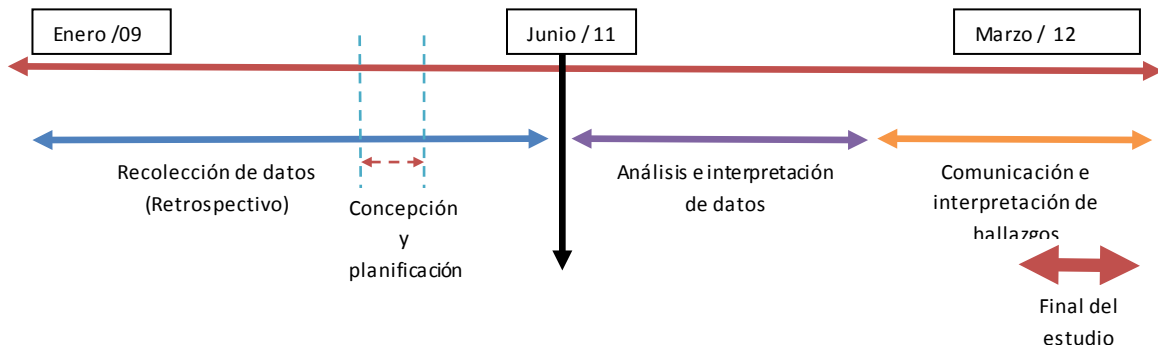 Enero /09
Junio / 11
Marzo / 12
Recolección de datos
(Retrospectivo)
Concepción
y
planificación
Análisis e interpretación
de datos
Comunicación e
interpretación de
hallazgos
Final del
estudio